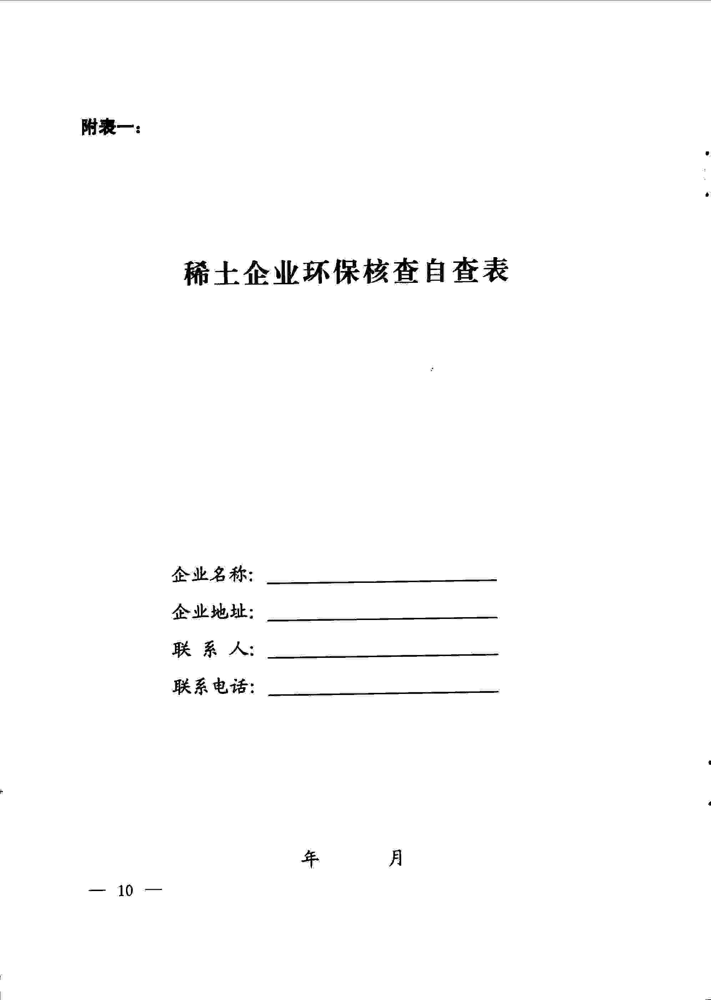 附表一：
稀土企业环保核查自查表
企业名称：
企业地址：
联 系 人：
联系电话：
年 月
— 10 —